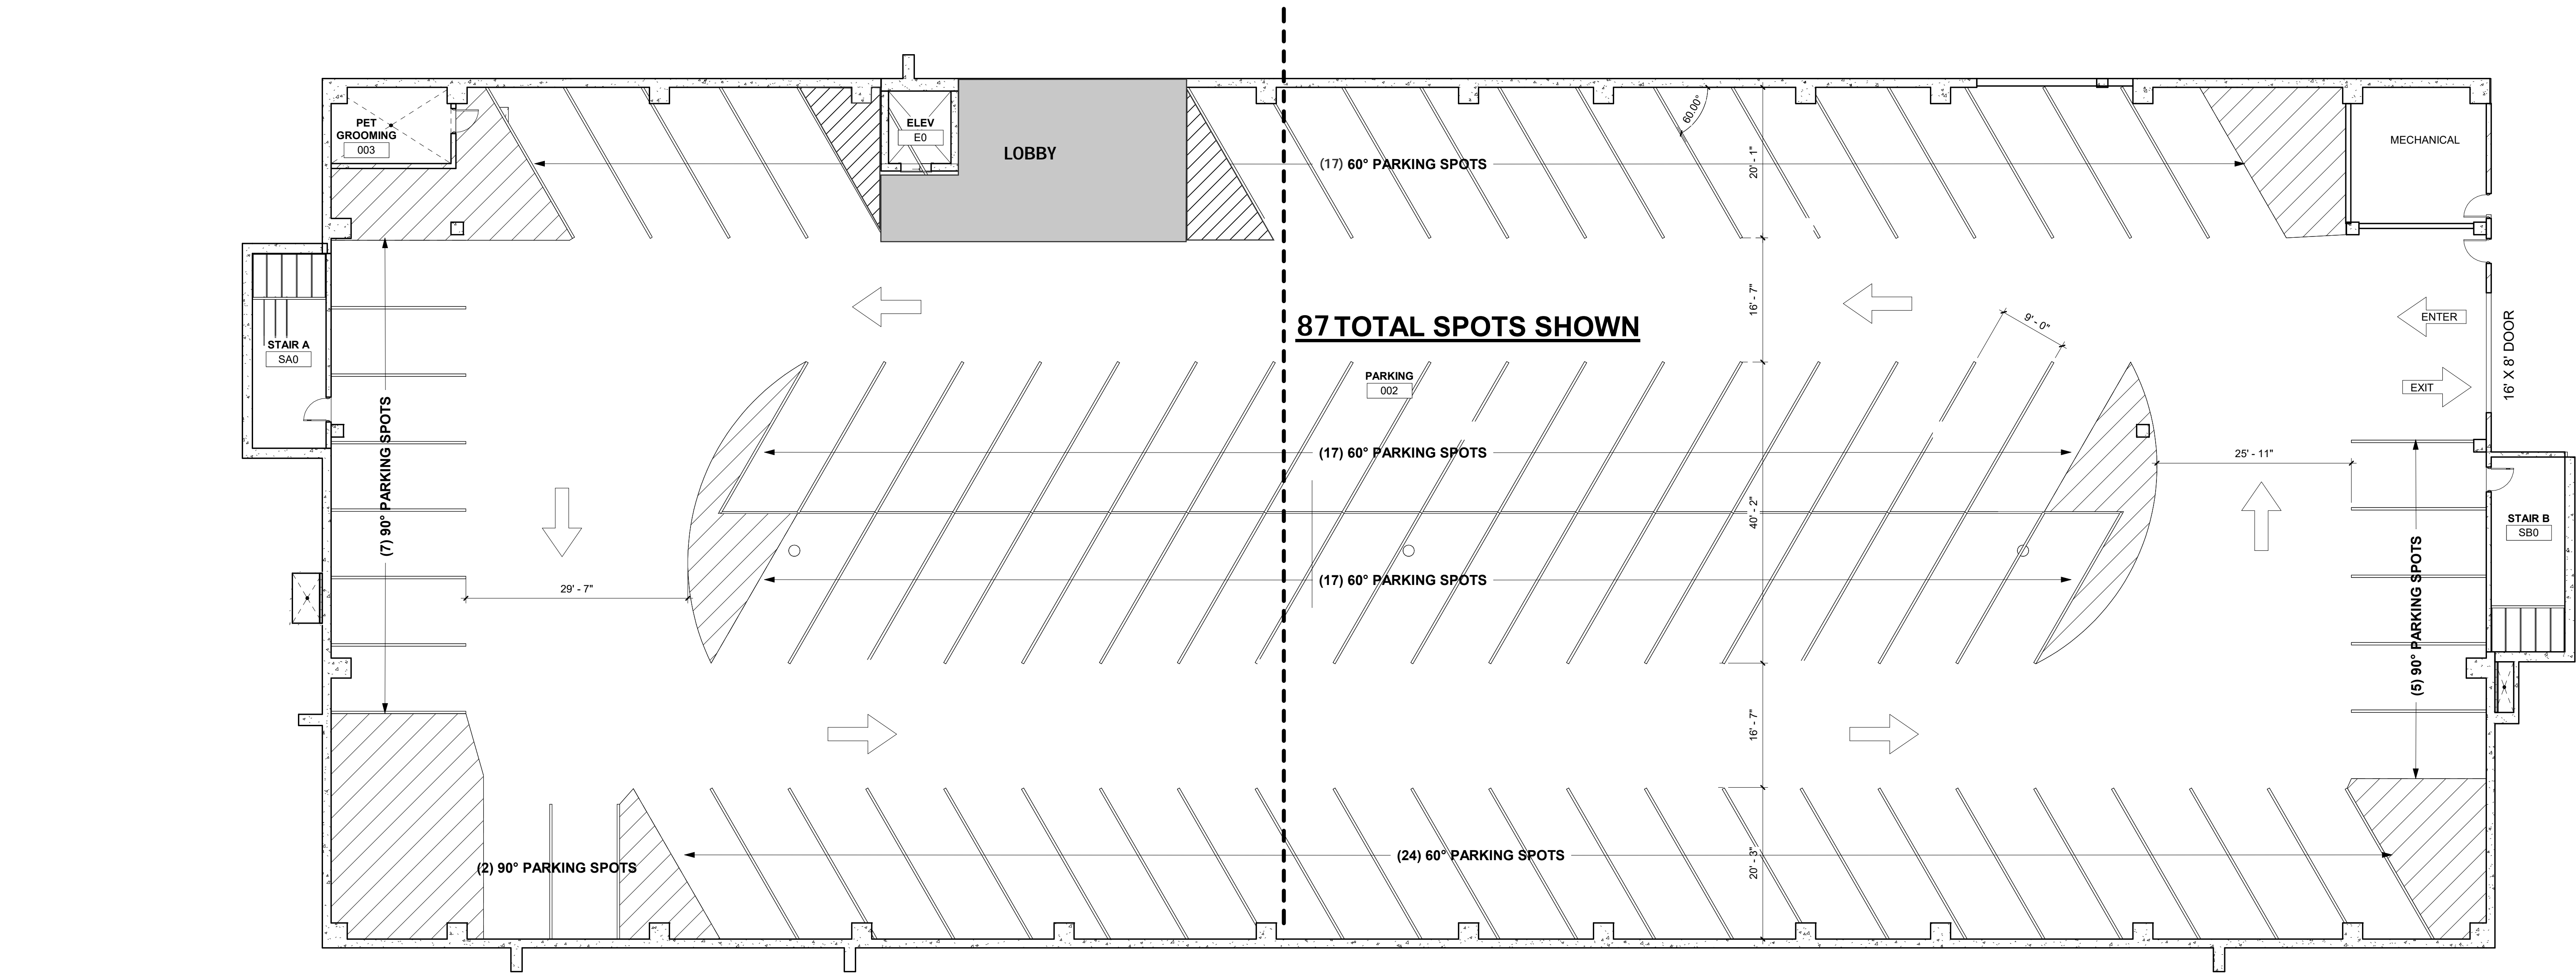 PET
GROOMING
003
ELEV
E0
LOBBY
(17) 60° PARKING SPOTS
60.00°
20' - 1"
MECHANICAL
STAIR A
SA0
16' - 7"
87 TOTAL SPOTS SHOWN
9' - 0"
ENTER
EXIT
16' X 8' DOOR
PARKING
002
(7) 90° PARKING SPOTS
(17) 60° PARKING SPOTS
25' - 11"
40' - 2"
STAIR B
SB0
(17) 60° PARKING SPOTS
29' - 7"
(5) 90° PARKING SPOTS
16' - 7"
(2) 90° PARKING SPOTS
(24) 60° PARKING SPOTS
20' - 3"